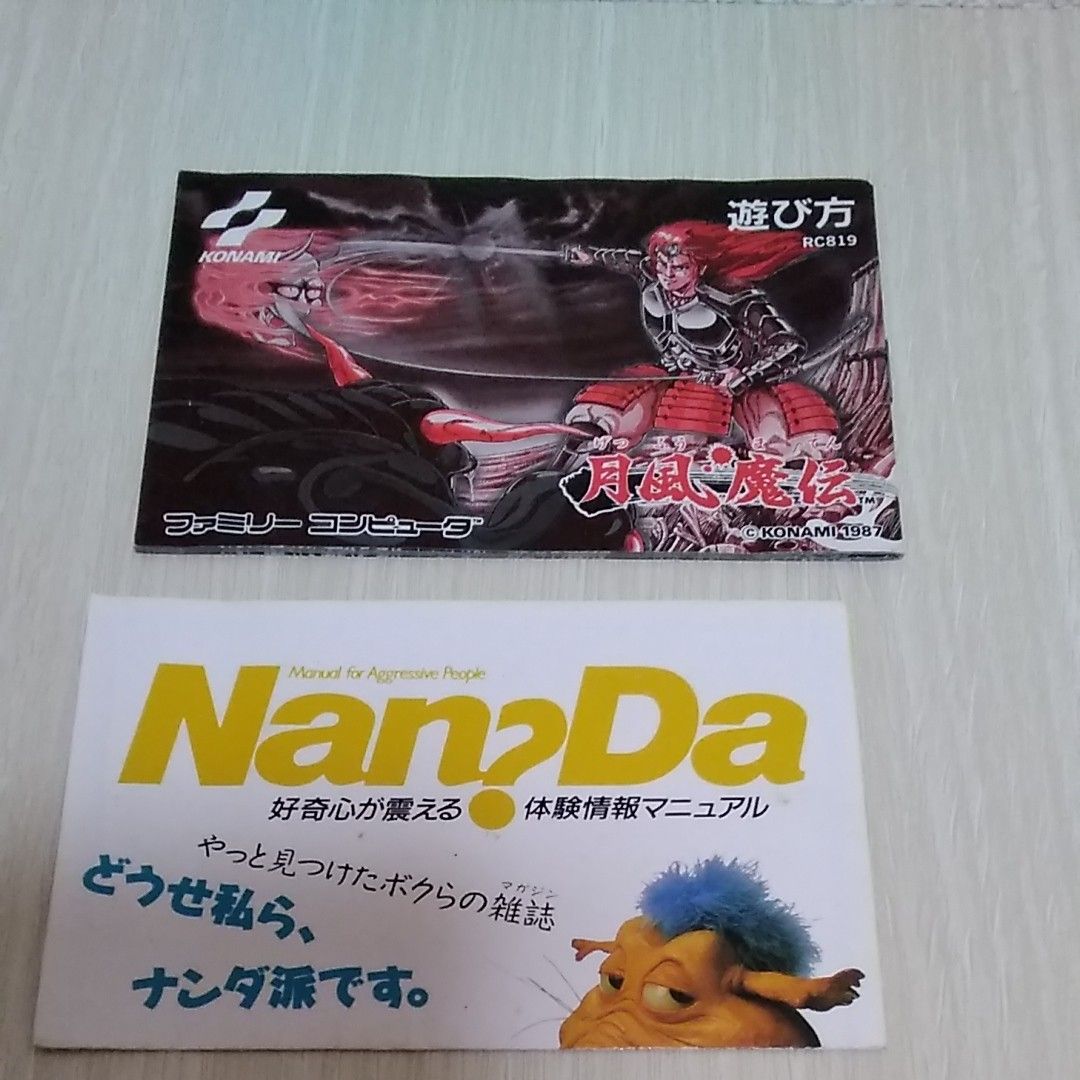 KONAMI
遊び方
RC819
げつ ふう ま でん
月風魔伝™
ファミリー コンピュータ™
©KONAMI 1987
Manual for Aggressive People
Nan?Da
好奇心が震える 体験情報マニュアル
やっと見つけたボクらの雑誌
マガジン
どうせ私ら、
ナンダ派です。